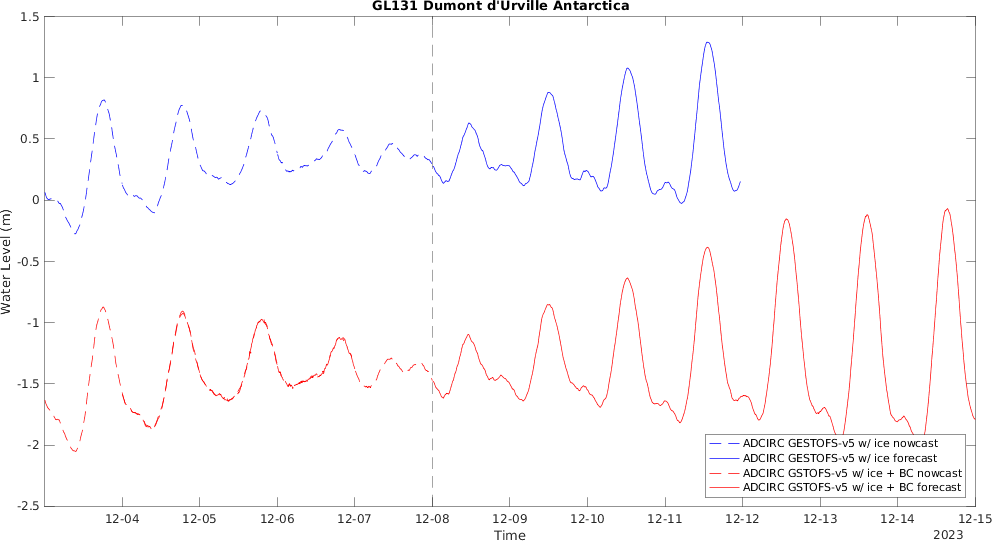 GL131 Dumont d'Urville Antarctica
1.5
1
0.5
0
-0.5
-1
-1.5
-2
-2.5
Water Level (m)
ADCIRC GESTOFS-v5 w/ ice nowcast
ADCIRC GESTOFS-v5 w/ ice forecast
ADCIRC GSTOFS-v5 w/ ice + BC nowcast
ADCIRC GSTOFS-v5 w/ ice + BC forecast
12-04 12-05 12-06 12-07 12-08 12-09 12-10 12-11 12-12 12-13 12-14 12-15
Time
2023